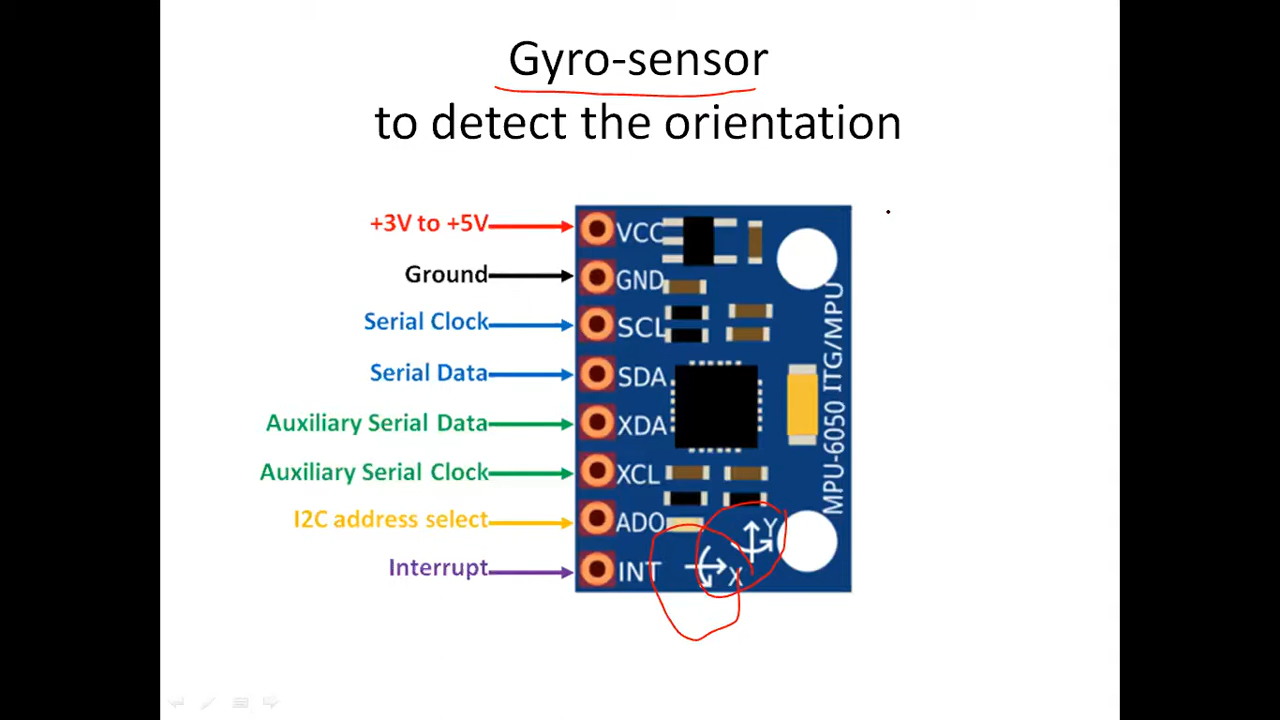 Gyro-sensor
to detect the orientation
+3V to +5V
VCC
Ground
GND
Serial Clock
SCL
Serial Data
SDA
Auxiliary Serial Data
XDA
Auxiliary Serial Clock
XCL
I2C address select
ADO
Interrupt
INT
X
Y
MPU-6050 ITG/MPU